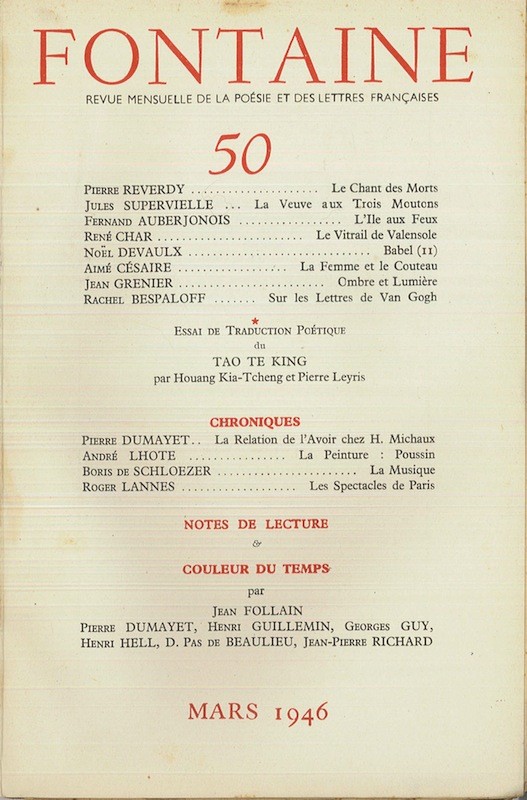 FONTAINE
REVUE MENSUELLE DE LA POÉSIE ET DES LETTRES FRANÇAISES
50
PIERRE REVERDY . . . . . . . . . . . . . . . . . . . . . Le Chant des Morts
JULES SUPERVIELLE ... La Veuve aux Trois Moutons
FERNAND AUBERJONOIS . . . . . . . . . . . . . . . . . L'Ile aux Feux
RENÉ CHAR . . . . . . . . . . . . . . . . . . . . . . . . Le Vitrail de Valensole
NOËL DEVAULX . . . . . . . . . . . . . . . . . . . . . . . . . . . . . . Babel (II)
AIMÉ CÉSAIRE . . . . . . . . . . . . . . . . . . La Femme et le Couteau
JEAN GRENIER . . . . . . . . . . . . . . . . . . . . . . . . Ombre et Lumière
RACHEL BESPALOFF . . . . . . . Sur les Lettres de Van Gogh
★
ESSAI DE TRADUCTION POÉTIQUE
du
TAO TE KING
par Houang Kia-Tcheng et Pierre Leyris
CHRONIQUES
PIERRE DUMAYET . . La Relation de l'Avoir chez H. Michaux
ANDRÉ LHOTE . . . . . . . . . . . . . . . . La Peinture : Poussin
BORIS DE SCHLOEZER . . . . . . . . . . . . . . . . . . . . . . . La Musique
ROGER LANNES . . . . . . . . . . . . . . . . . . . Les Spectacles de Paris
NOTES DE LECTURE
&
COULEUR DU TEMPS
par
JEAN FOLLAIN
PIERRE DUMAYET, HENRI GUILLEMIN, GEORGES GUY,
HENRI HELL, D. PAS DE BEAULIEU, JEAN-PIERRE RICHARD
MARS 1946